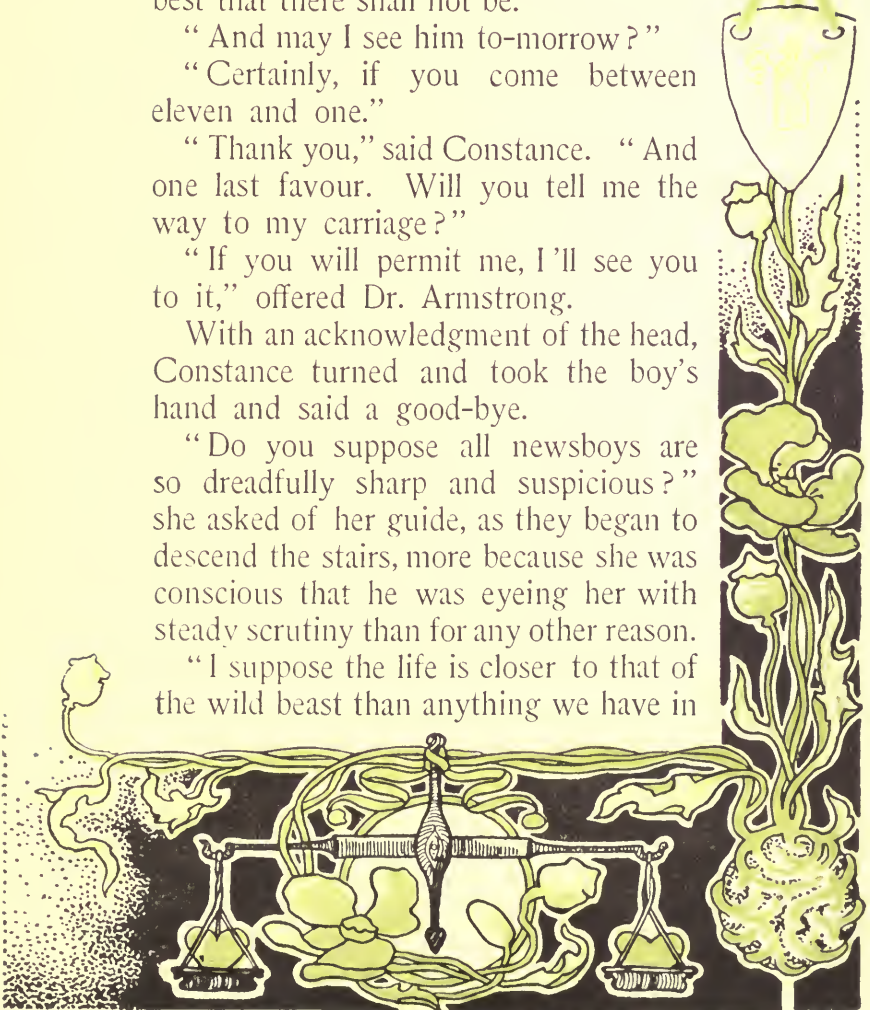 best that there shall not be.
“ And may I see him to-morrow ? ”
“ Certainly, if you come between
eleven and one.”
“ Thank you,” said Constance. “ And
one last favour. Will you tell me the
way to my carriage ? ”
“ If you will permit me, I ’ll see you
to it,” offered Dr. Armstrong.
With an acknowledgment of the head,
Constance turned and took the boy’s
hand and said a good-bye.
“ Do you suppose all newsboys are
so dreadfully sharp and suspicious ? ”
she asked of her guide, as they began to
descend the stairs, more because she was
conscious that he was eyeing her with
steady scrutiny than for any other reason.
“ I suppose the life is closer to that of
the wild beast than anything we have in